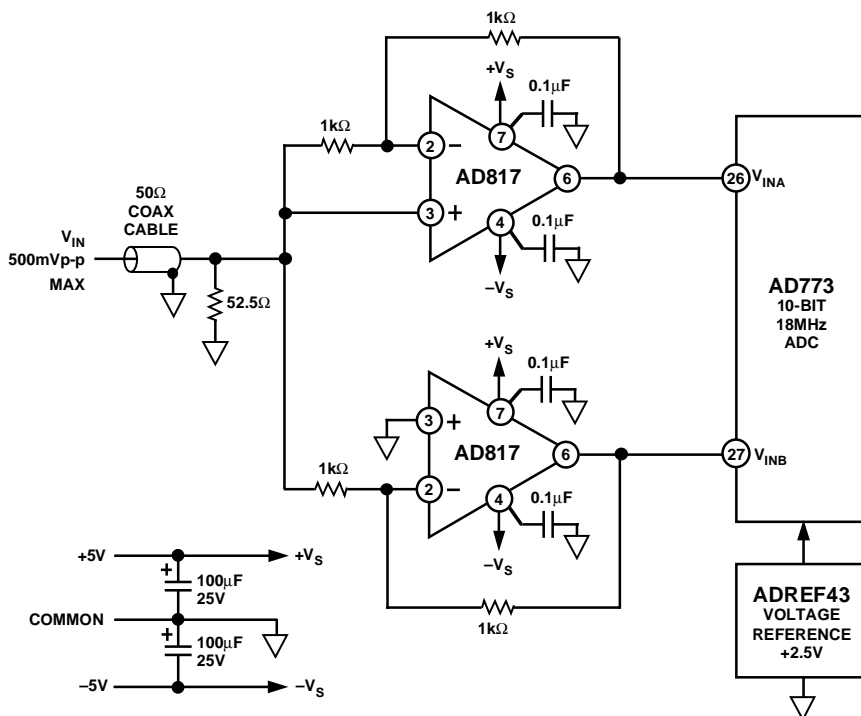 1kΩ
+VS
0.1μF
1kΩ
2
−
7
AD817
6
26
VINA
50Ω
COAX
CABLE
3
+
4
0.1μF
VIN
500mVp-p
MAX
−VS
52.5Ω
AD773
10-BIT
18MHz
ADC
+VS
0.1μF
3
+
7
AD817
6
27
VINB
1kΩ
2
−
4
0.1μF
−VS
+5V
+VS
+
100μF
25V
COMMON
+
100μF
25V
−5V
−VS
1kΩ
ADREF43
VOLTAGE
REFERENCE
+2.5V